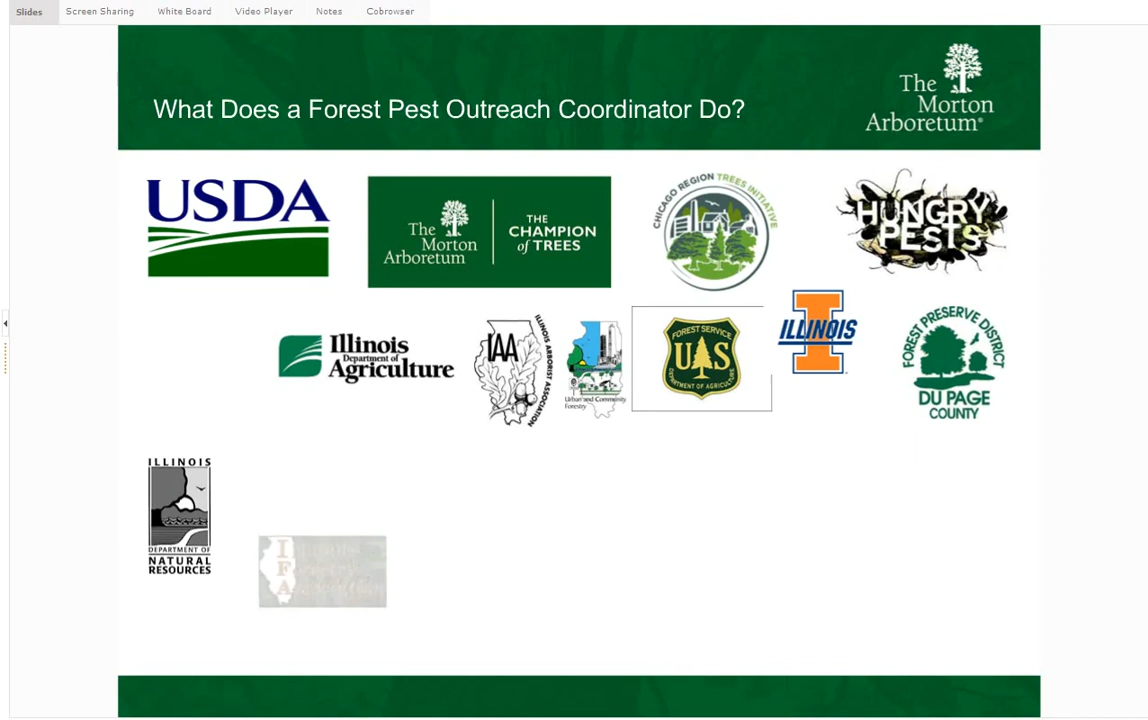 Slides Screen Sharing White Board Video Player Notes Cobrowser
What Does a Forest Pest Outreach Coordinator Do?
The
Morton
Arboretum®
USDA
The
Morton
Arboretum
THE
CHAMPION
of TREES
CHICAGO REGION TREES INITIATIVE
HUNGRY
PESTS
Illinois
Department of
Agriculture
IAA
ILLINOIS ARBORIST ASSOCIATION
Urban and Community
Forestry
FOREST SERVICE
U S
DEPARTMENT OF AGRICULTURE
ILLINOIS
FOREST PRESERVE DISTRICT
DU PAGE
COUNTY
ILLINOIS
DEPARTMENT OF
NATURAL
RESOURCES
I
F
A